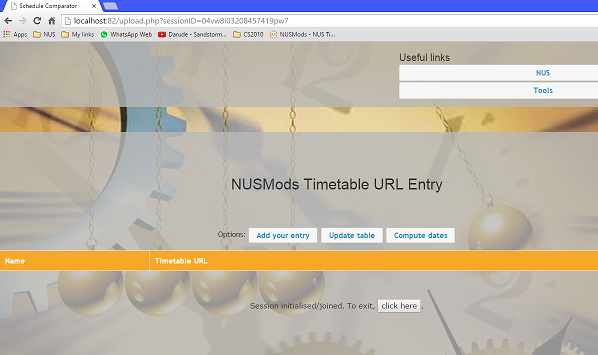 Schedule Comparator
localhost:82/upload.php?sessionID=04vw8i03208457419pw7
Apps NUS My links WhatsApp Web Darude - Sandstorm... CS2010 NUSMods - NUS Ti...
Useful links
NUS
Tools
NUSMods Timetable URL Entry
Options: Add your entry Update table Compute dates
Name Timetable URL
Session initialised/joined. To exit, click here .